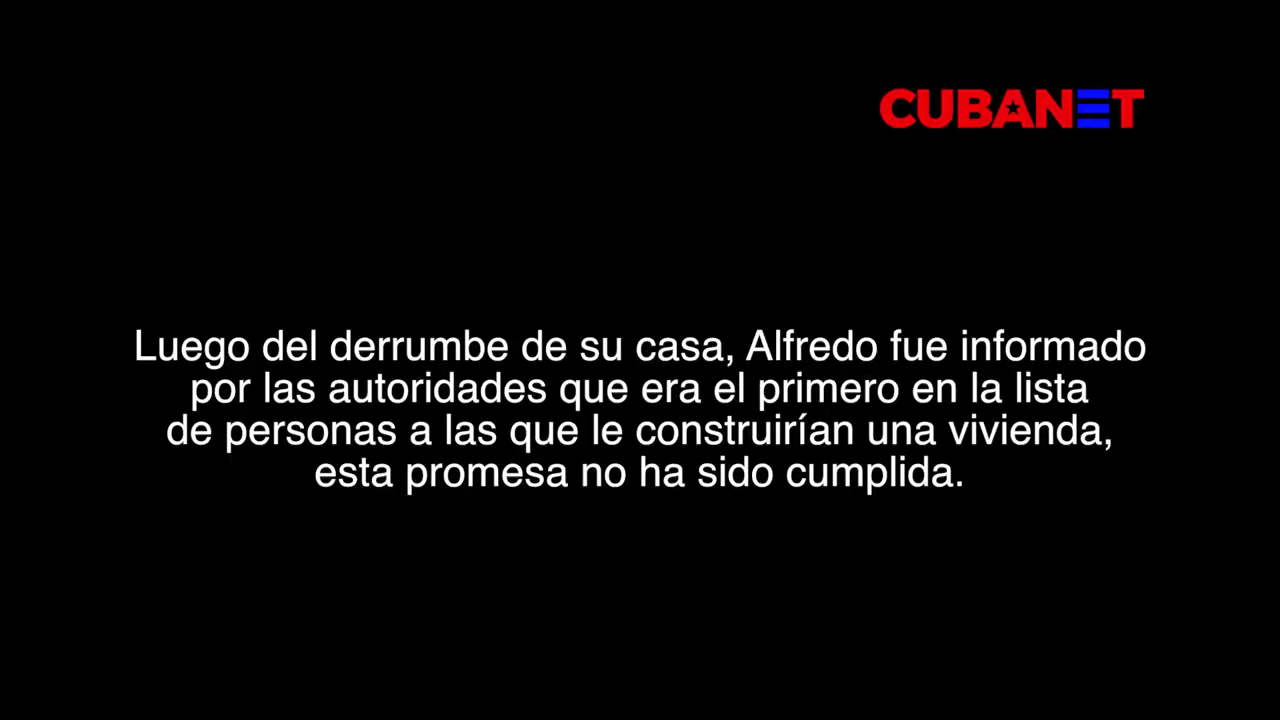 CUBANET
Luego del derrumbe de su casa, Alfredo fue informado
por las autoridades que era el primero en la lista
de personas a las que le construirían una vivienda,
esta promesa no ha sido cumplida.